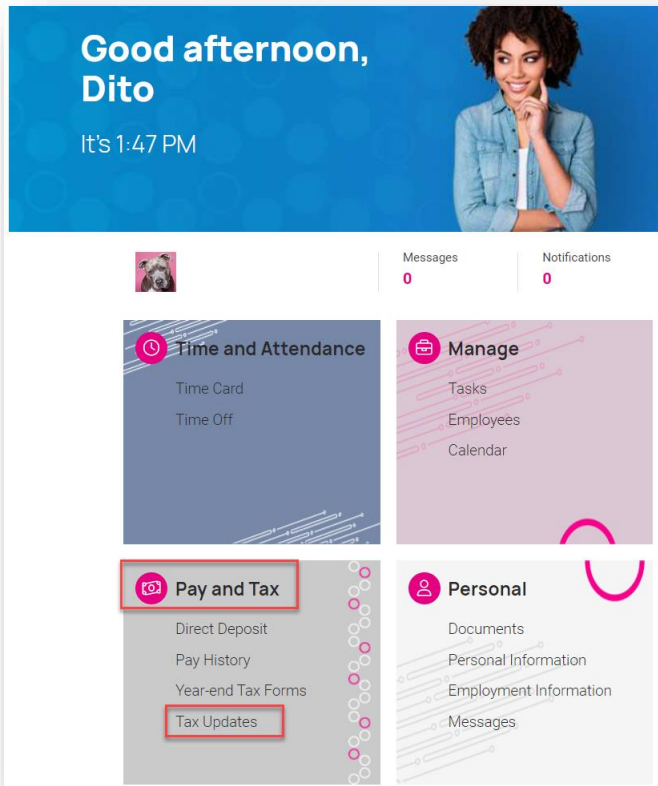 Good afternoon,
Dito
It's 1:47 PM
Messages
0
Notifications
0
Time and Attendance
Time Card
Time Off
Manage
Tasks
Employees
Calendar
Pay and Tax
Direct Deposit
Pay History
Year-end Tax Forms
Tax Updates
Personal
Documents
Personal Information
Employment Information
Messages